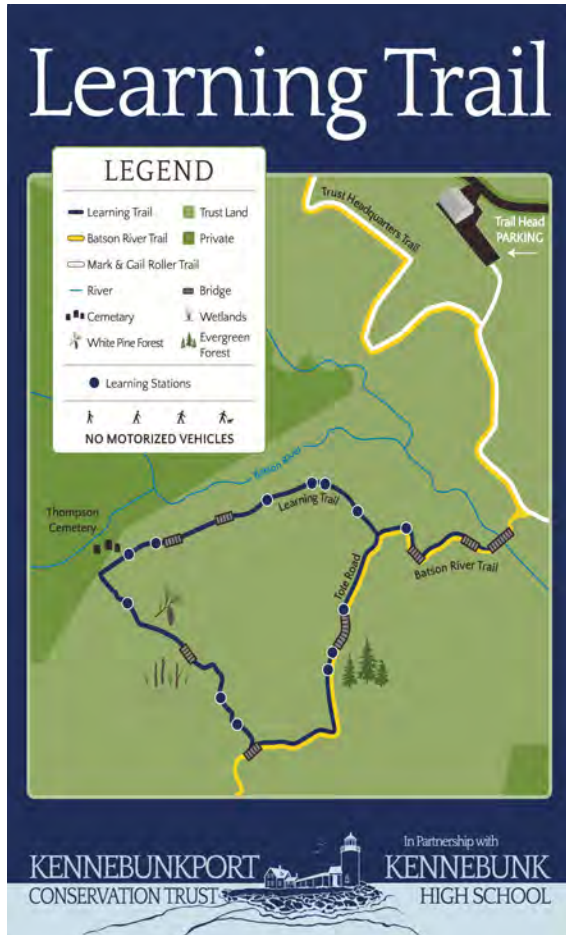 Learning Trail
LEGEND
Learning Trail
Trust Land
Batson River Trail
Private
Mark & Gail Roller Trail
River
Bridge
Cemetary
Wetlands
White Pine Forest
Evergreen
Forest
Learning Stations
NO MOTORIZED VEHICLES
Trust Headquarters Trail
Trail Head
PARKING
Batson River
Thompson
Cemetery
Learning Trail
Tote Road
Batson River Trail
In Partnership with
KENNEBUNKPORT
KENNEBUNK
CONSERVATION TRUST
HIGH SCHOOL